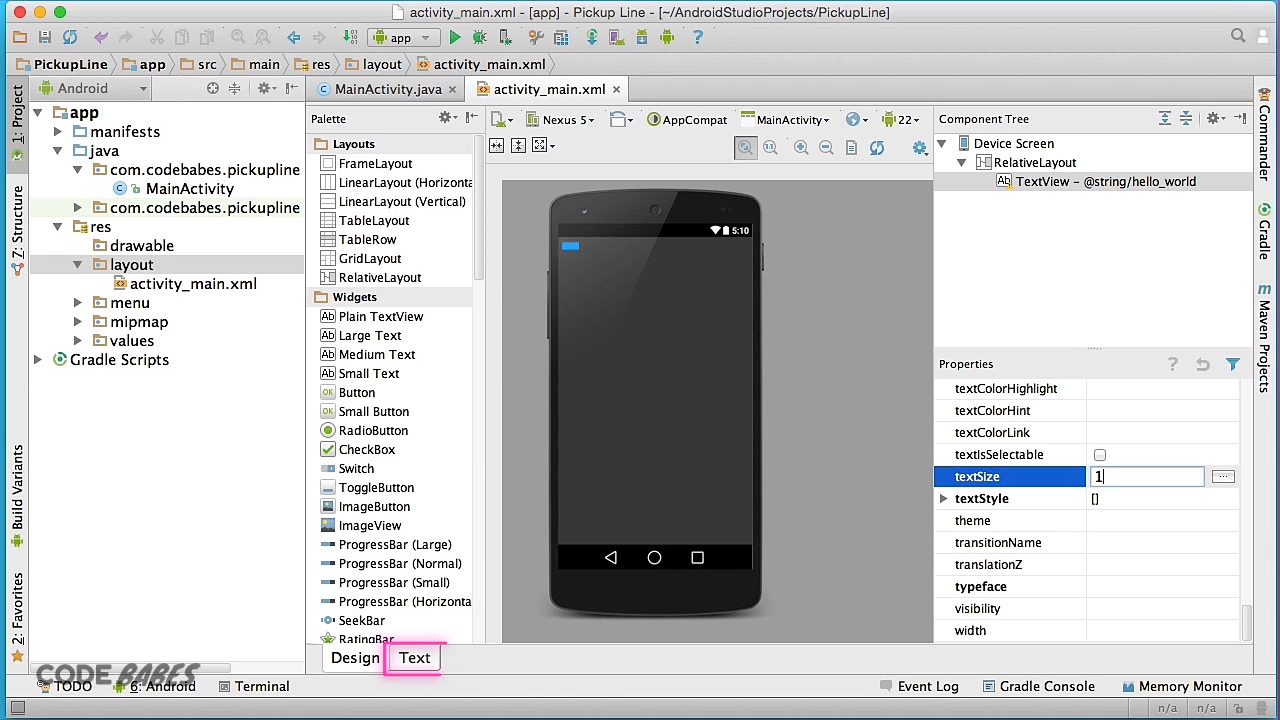 activity_main.xml - [app] - Pickup Line - [~/AndroidStudioProjects/PickupLine]
app
PickupLine
app
src
main
res
layout
activity_main.xml
1: Project
Z: Structure
Build Variants
2: Favorites
Android
app
manifests
java
com.codebabes.pickupline
MainActivity
com.codebabes.pickupline
res
drawable
layout
activity_main.xml
menu
mipmap
values
Gradle Scripts
MainActivity.java
activity_main.xml
Palette
Layouts
FrameLayout
LinearLayout (Horizonta
LinearLayout (Vertical)
TableLayout
TableRow
GridLayout
RelativeLayout
Widgets
Ab Plain TextView
Ab Large Text
Ab Medium Text
Ab Small Text
OK Button
OK Small Button
RadioButton
CheckBox
Switch
ToggleButton
ImageButton
ImageView
ProgressBar (Large)
ProgressBar (Normal)
ProgressBar (Small)
ProgressBar (Horizonta
SeekBar
RatingBar
Design
Text
Nexus 5
AppCompat
MainActivity
22
5:10
Component Tree
Device Screen
RelativeLayout
Ab TextView – @string/hello_world
Properties
textColorHighlight
textColorHint
textColorLink
textIsSelectable
textSize 1
textStyle []
theme
transitionName
translationZ
typeface
visibility
width
Commander
Gradle
m Maven Projects
CODE BABES
TODO
6: Android
Terminal
Event Log
Gradle Console
Memory Monitor
n/a
n/a